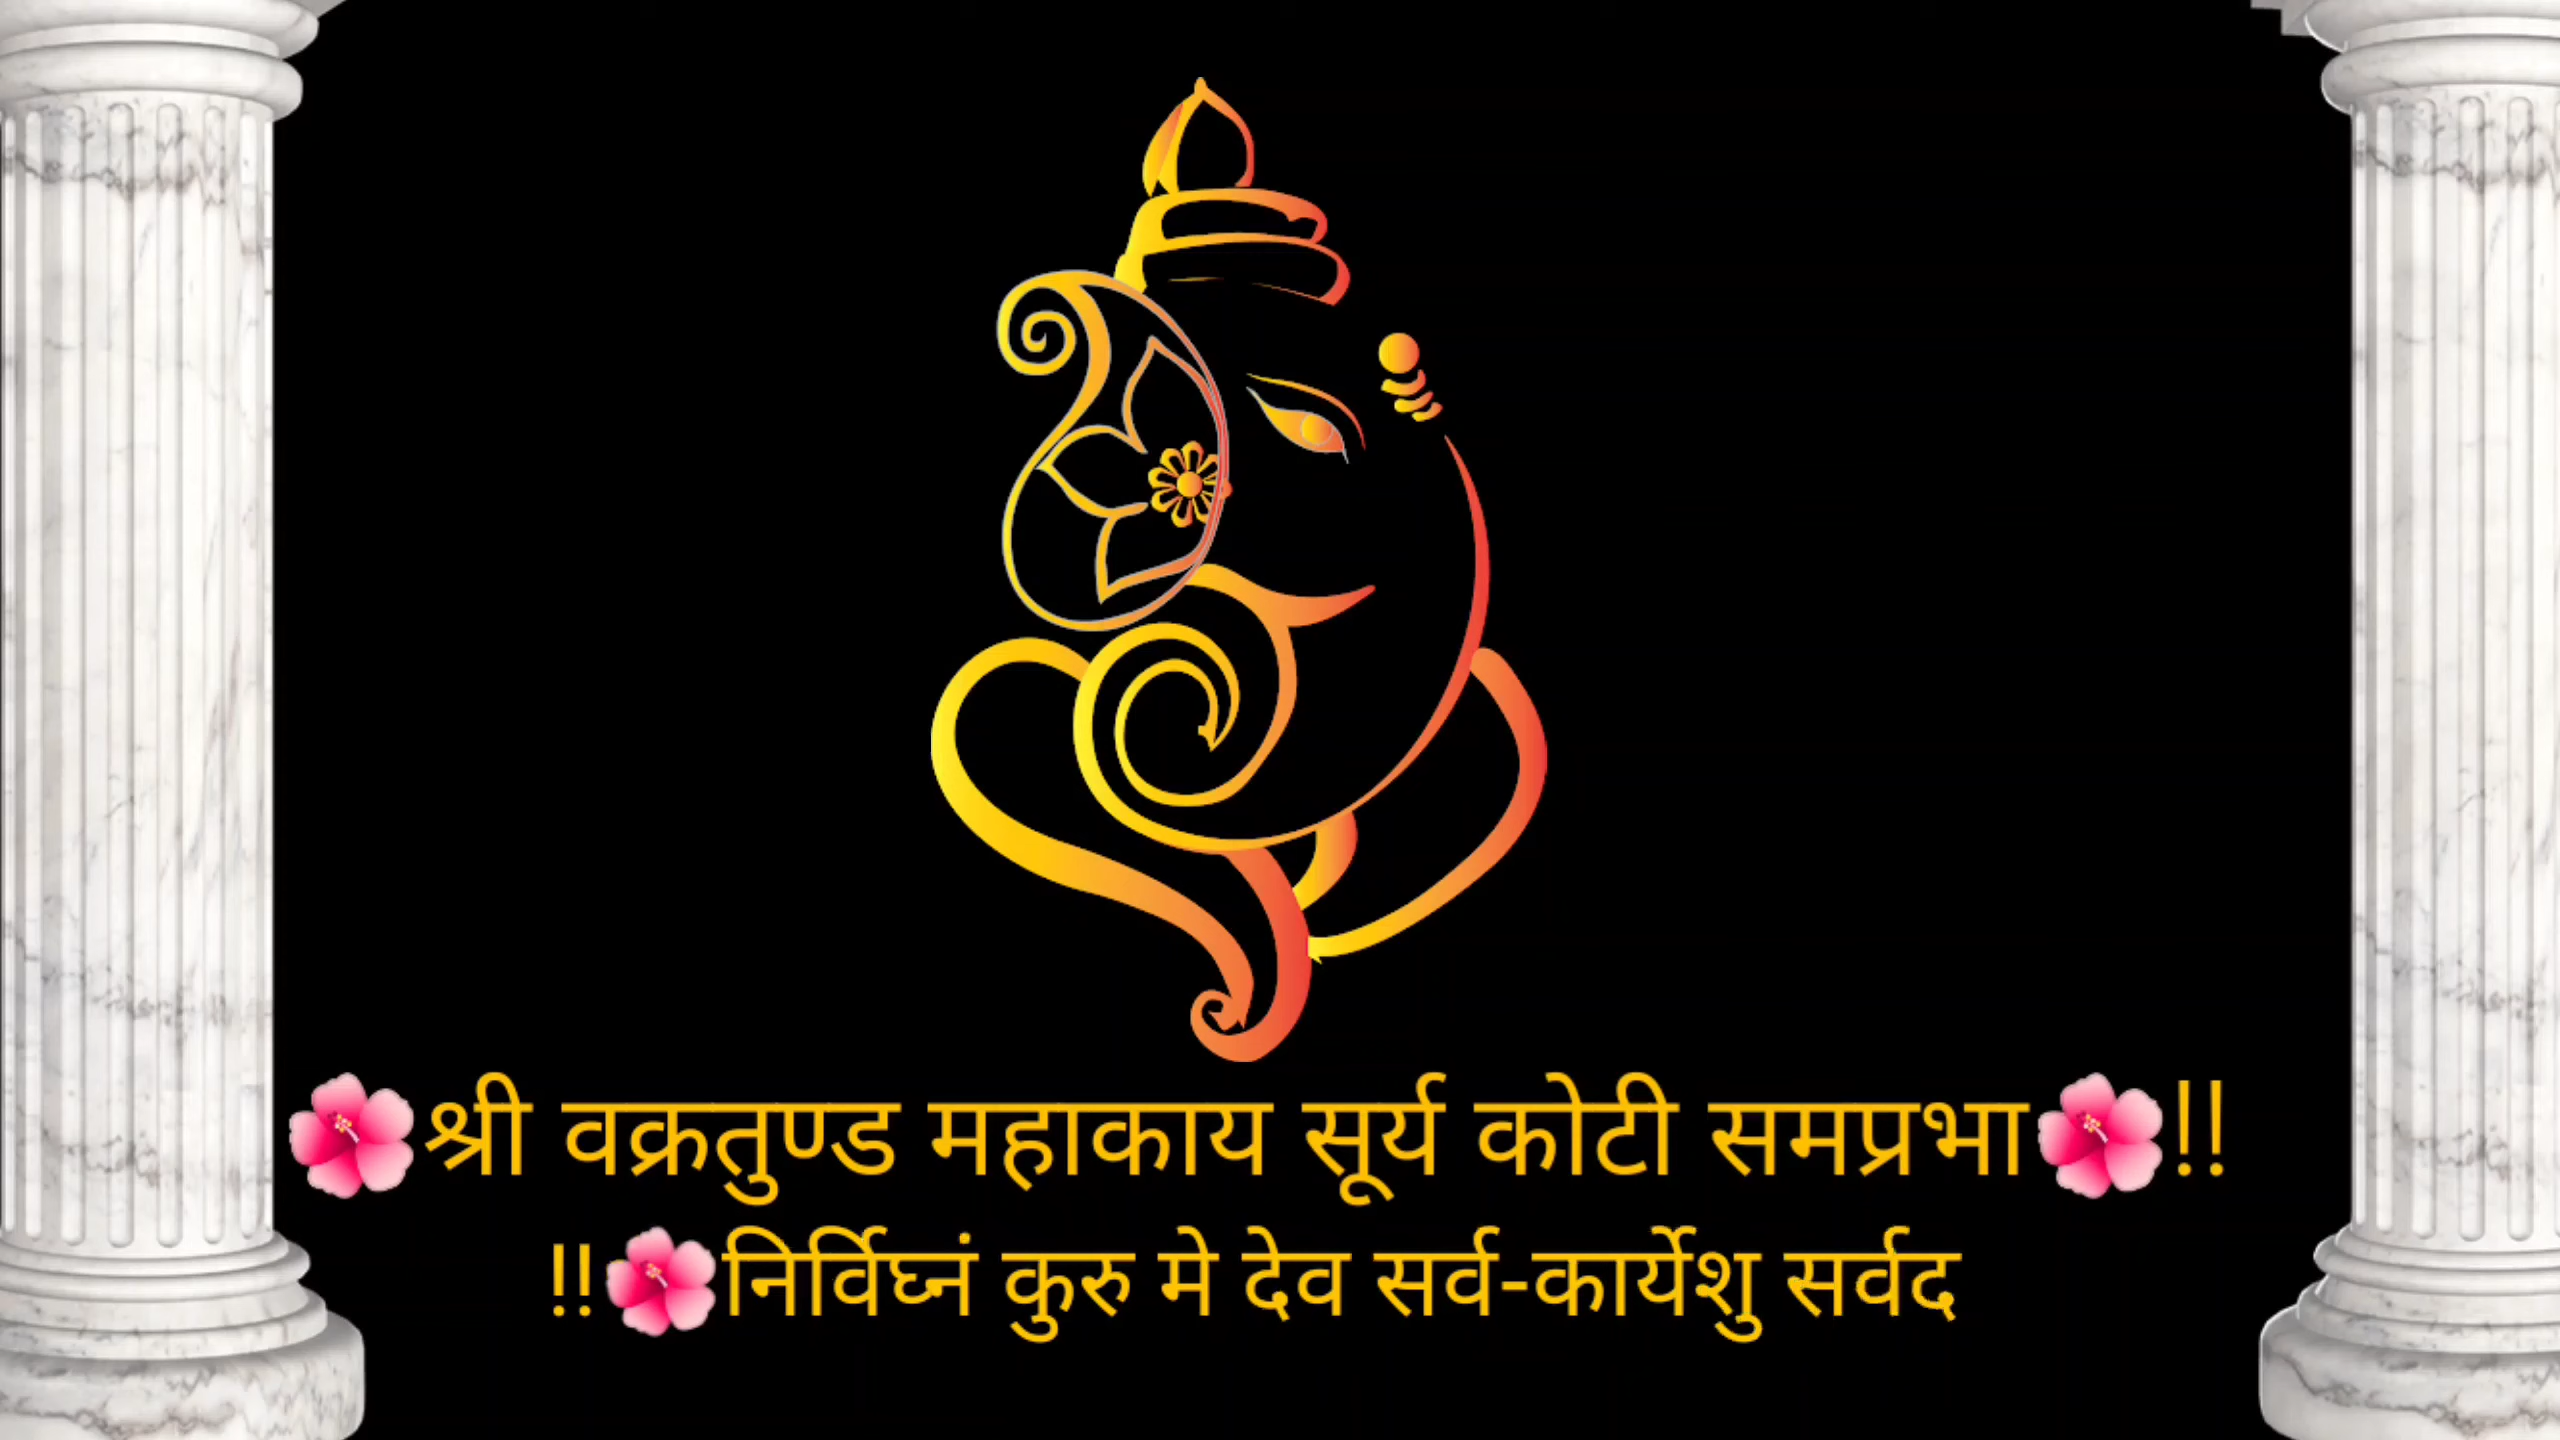 🌺श्री वक्रतुण्ड महाकाय सूर्य कोटी समप्रभा🌺!!
!!🌺निर्विघ्नं कुरु मे देव सर्व-कार्येशु सर्वद